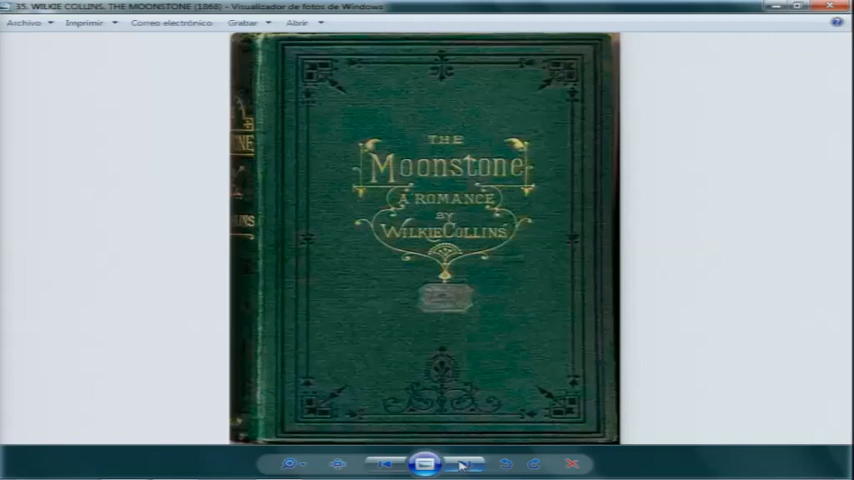 35. WILKIE COLLINS, THE MOONSTONE (1868) - Visualizador de fotos de Windows
Archivo Imprimir Correo electrónico Grabar Abrir
THE
Moonstone
A ROMANCE
BY
WILKIE COLLINS